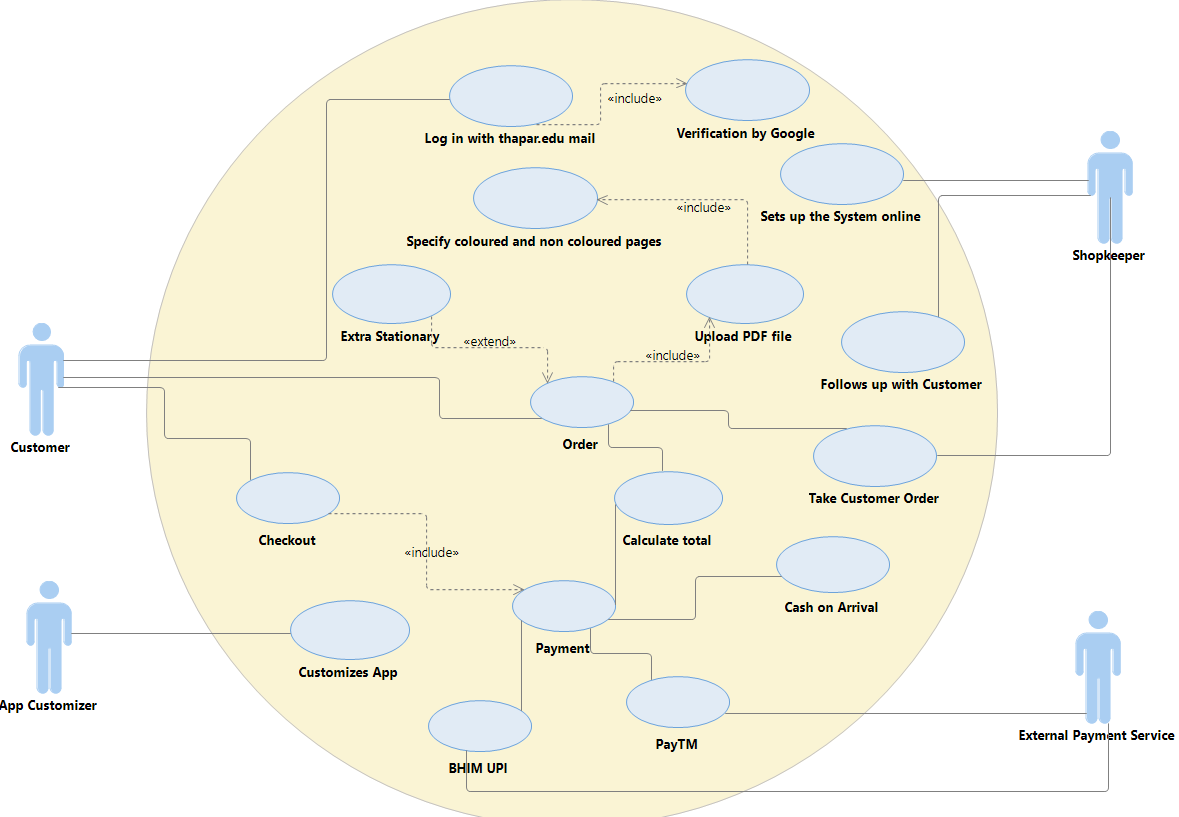 «include»
Log in with thapar.edu mail
Verification by Google
«include»
Sets up the System online
Specify coloured and non coloured pages
Shopkeeper
Extra Stationary
«extend»
Upload PDF file
«include»
Follows up with Customer
Customer
Order
Take Customer Order
Checkout
Calculate total
«include»
Cash on Arrival
Payment
Customizes App
App Customizer
External Payment Service
PayTM
BHIM UPI